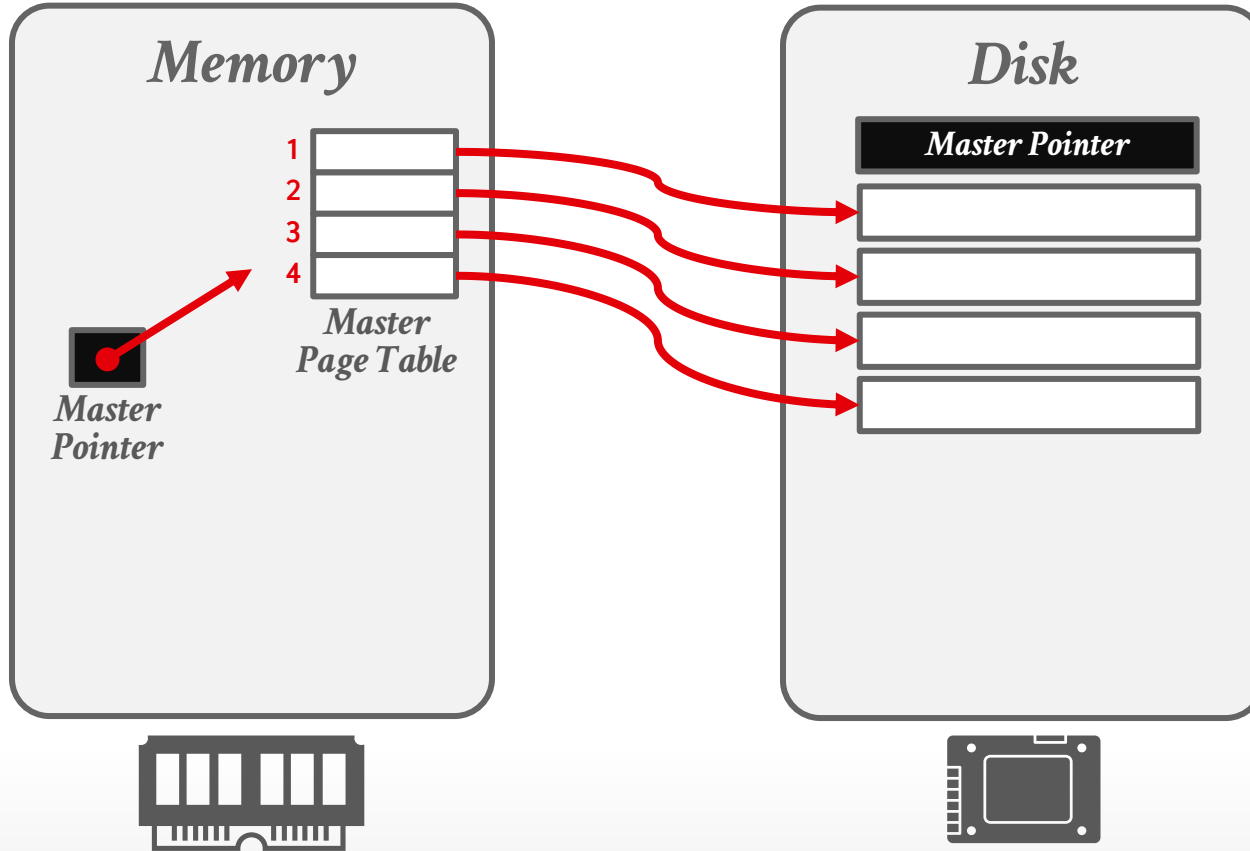 Memory
1
2
3
4
Master
Page Table
Master
Pointer
Disk
Master Pointer